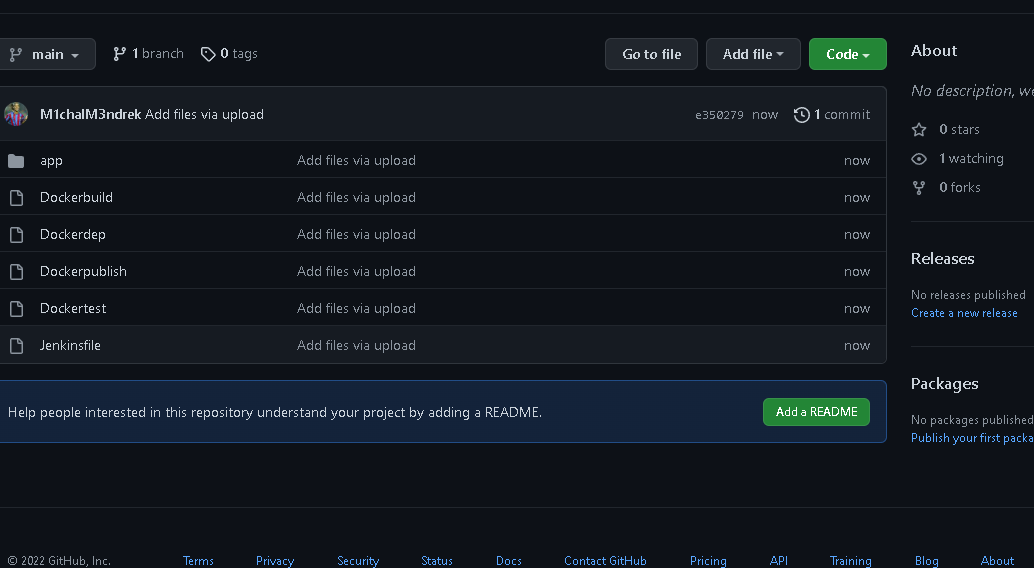 main 1 branch 0 tags Go to file Add file Code
M1chalM3ndrek Add files via upload e350279 now 1 commit
app Add files via upload now
Dockerbuild Add files via upload now
Dockerdep Add files via upload now
Dockerpublish Add files via upload now
Dockertest Add files via upload now
Jenkinsfile Add files via upload now
Help people interested in this repository understand your project by adding a README. Add a README
About
No description, we
0 stars
1 watching
0 forks
Releases
No releases published
Create a new release
Packages
No packages published
Publish your first packa
© 2022 GitHub, Inc. Terms Privacy Security Status Docs Contact GitHub Pricing API Training Blog About